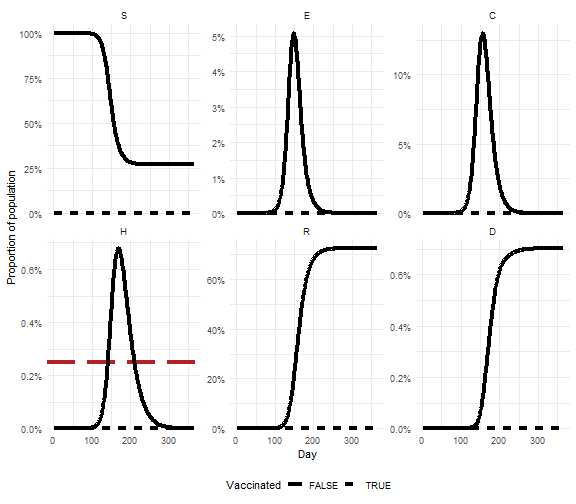 S E C
100% 5%
75% 4% 10%
50% 3%
25% 2% 5%
1%
0% 0% 0%
Proportion of population
H R D
0.6% 60% 0.6%
0.4% 40% 0.4%
0.2% 20% 0.2%
0.0% 0% 0.0%
0 100 200 300 0 100 200 300 0 100 200 300
Day
Vaccinated FALSE TRUE